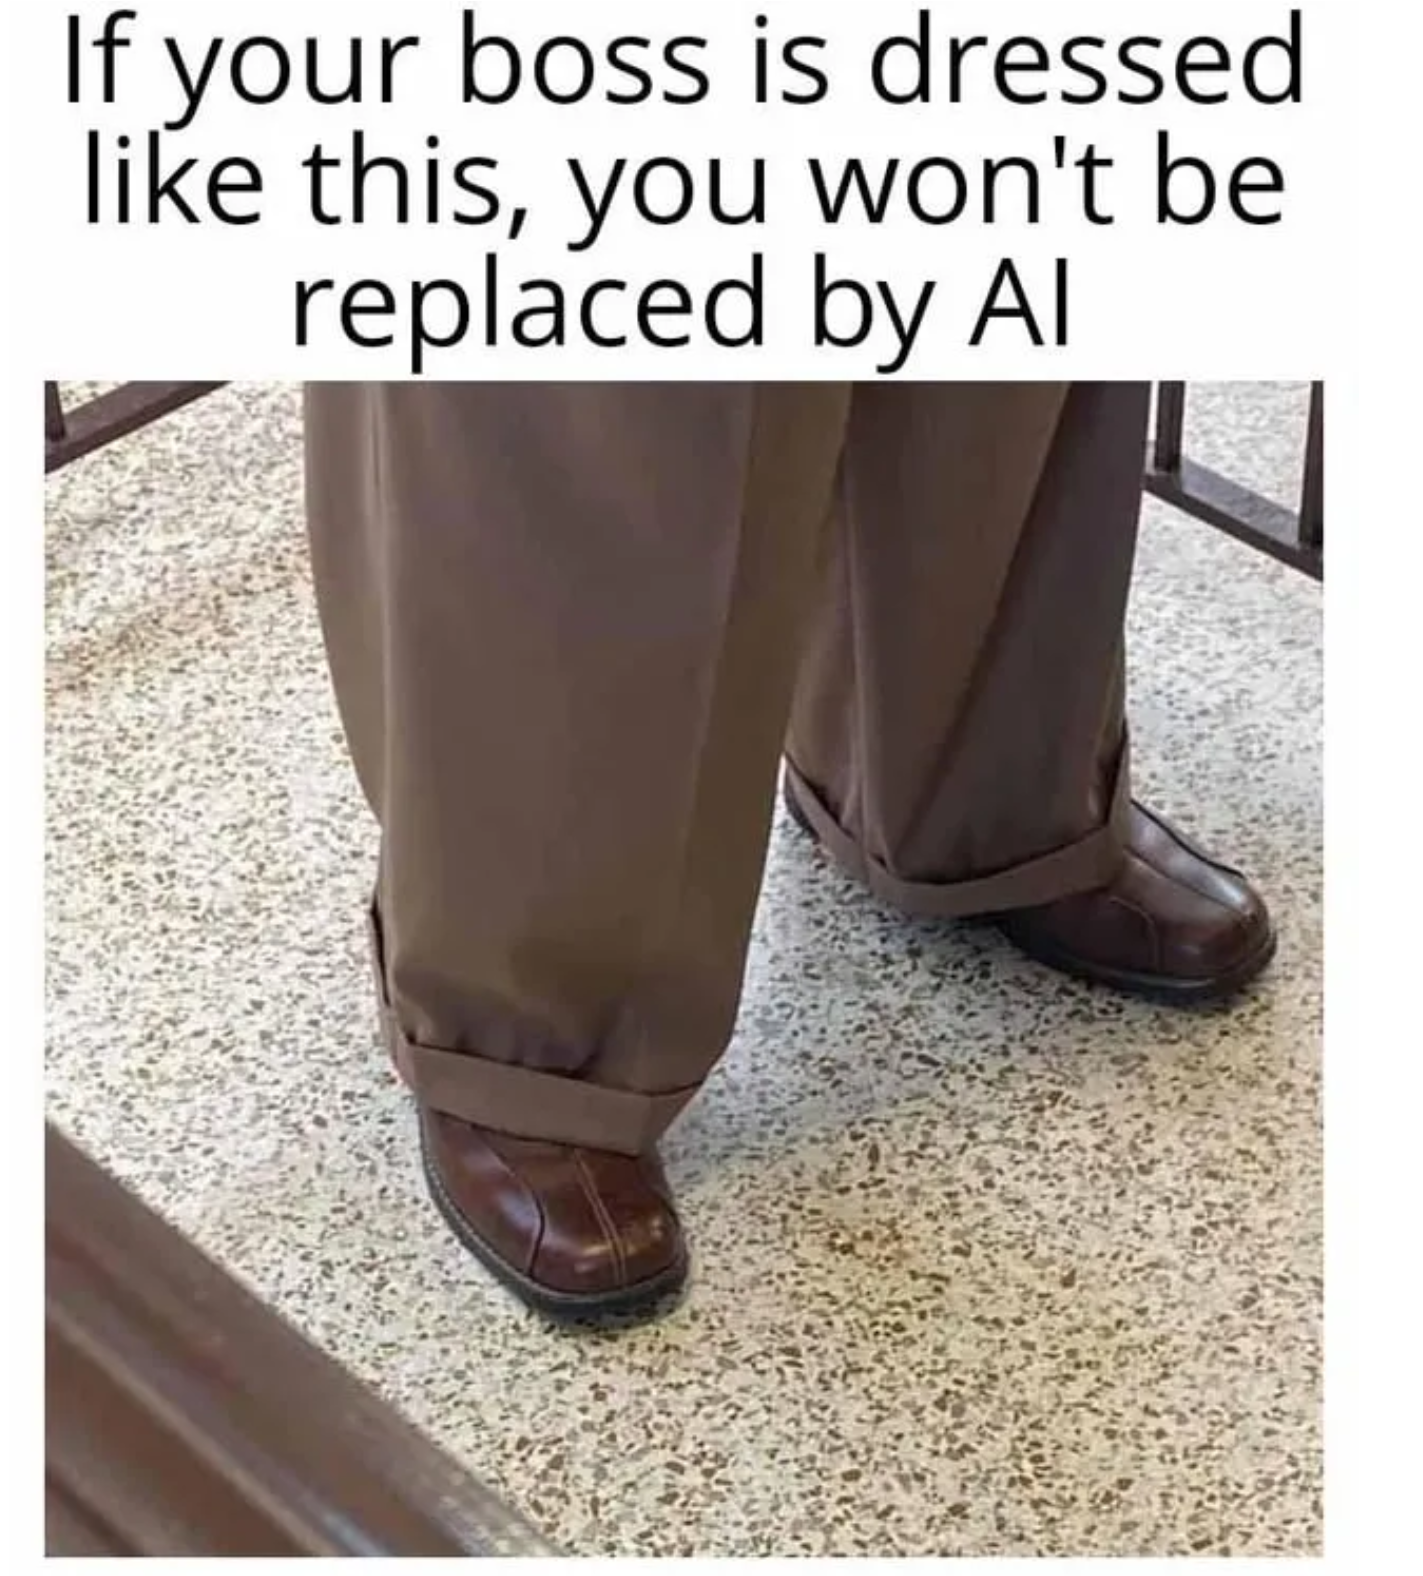 If your boss is dressed
like this, you won't be
replaced by AI